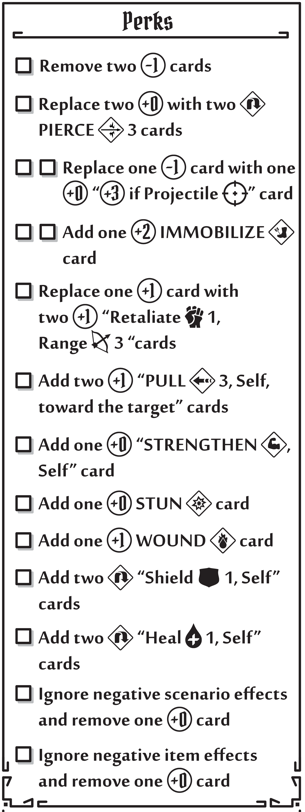 Perks
Remove two -1 cards
Replace two +0 with two
PIERCE 3 cards
Replace one -1 card with one
+0 “+3 if Projectile ” card
Add one +2 IMMOBILIZE
card
Replace one +1 card with
two +1 “Retaliate 1,
Range 3 “cards
Add two +1 “PULL 3, Self,
toward the target” cards
Add one +0 “STRENGTHEN ,
Self” card
Add one +0 STUN card
Add one +1 WOUND card
Add two “Shield 1, Self”
cards
Add two “Heal 1, Self”
cards
Ignore negative scenario effects
and remove one +0 card
Ignore negative item effects
and remove one +0 card